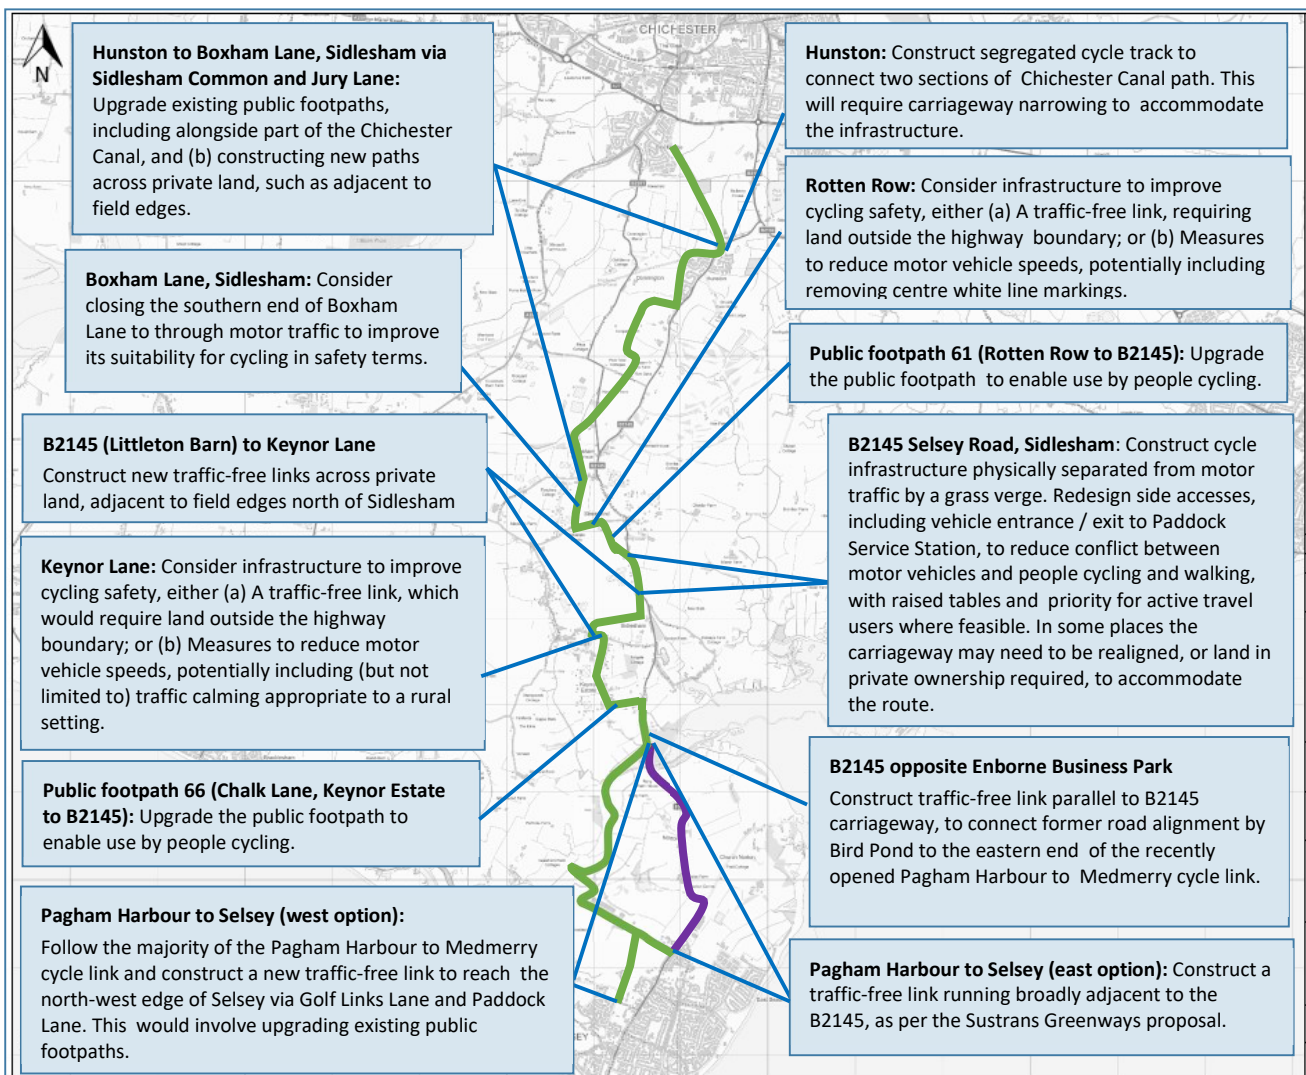 CHICHESTER
N
Hunston to Boxham Lane, Sidlesham via
Sidlesham Common and Jury Lane:
Upgrade existing public footpaths,
including alongside part of the Chichester
Canal, and (b) constructing new paths
across private land, such as adjacent to
field edges.
Boxham Lane, Sidlesham: Consider
closing the southern end of Boxham
Lane to through motor traffic to improve
its suitability for cycling in safety terms.
B2145 (Littleton Barn) to Keynor Lane
Construct new traffic-free links across private
land, adjacent to field edges north of Sidlesham
Keynor Lane: Consider infrastructure to improve
cycling safety, either (a) A traffic-free link, which
would require land outside the highway
boundary; or (b) Measures to reduce motor
vehicle speeds, potentially including (but not
limited to) traffic calming appropriate to a rural
setting.
Public footpath 66 (Chalk Lane, Keynor Estate
to B2145): Upgrade the public footpath to
enable use by people cycling.
Pagham Harbour to Selsey (west option):
Follow the majority of the Pagham Harbour to Medmerry
cycle link and construct a new traffic-free link to reach the
north-west edge of Selsey via Golf Links Lane and Paddock
Lane. This would involve upgrading existing public
footpaths.
Hunston: Construct segregated cycle track to
connect two sections of Chichester Canal path. This
will require carriageway narrowing to accommodate
the infrastructure.
Rotten Row: Consider infrastructure to improve
cycling safety, either (a) A traffic-free link, requiring
land outside the highway boundary; or (b) Measures
to reduce motor vehicle speeds, potentially including
removing centre white line markings.
Public footpath 61 (Rotten Row to B2145): Upgrade
the public footpath to enable use by people cycling.
B2145 Selsey Road, Sidlesham: Construct cycle
infrastructure physically separated from motor
traffic by a grass verge. Redesign side accesses,
including vehicle entrance / exit to Paddock
Service Station, to reduce conflict between
motor vehicles and people cycling and walking,
with raised tables and priority for active travel
users where feasible. In some places the
carriageway may need to be realigned, or land in
private ownership required, to accommodate
the route.
B2145 opposite Enborne Business Park
Construct traffic-free link parallel to B2145
carriageway, to connect former road alignment by
Bird Pond to the eastern end of the recently
opened Pagham Harbour to Medmerry cycle link.
Pagham Harbour to Selsey (east option): Construct a
traffic-free link running broadly adjacent to the
B2145, as per the Sustrans Greenways proposal.